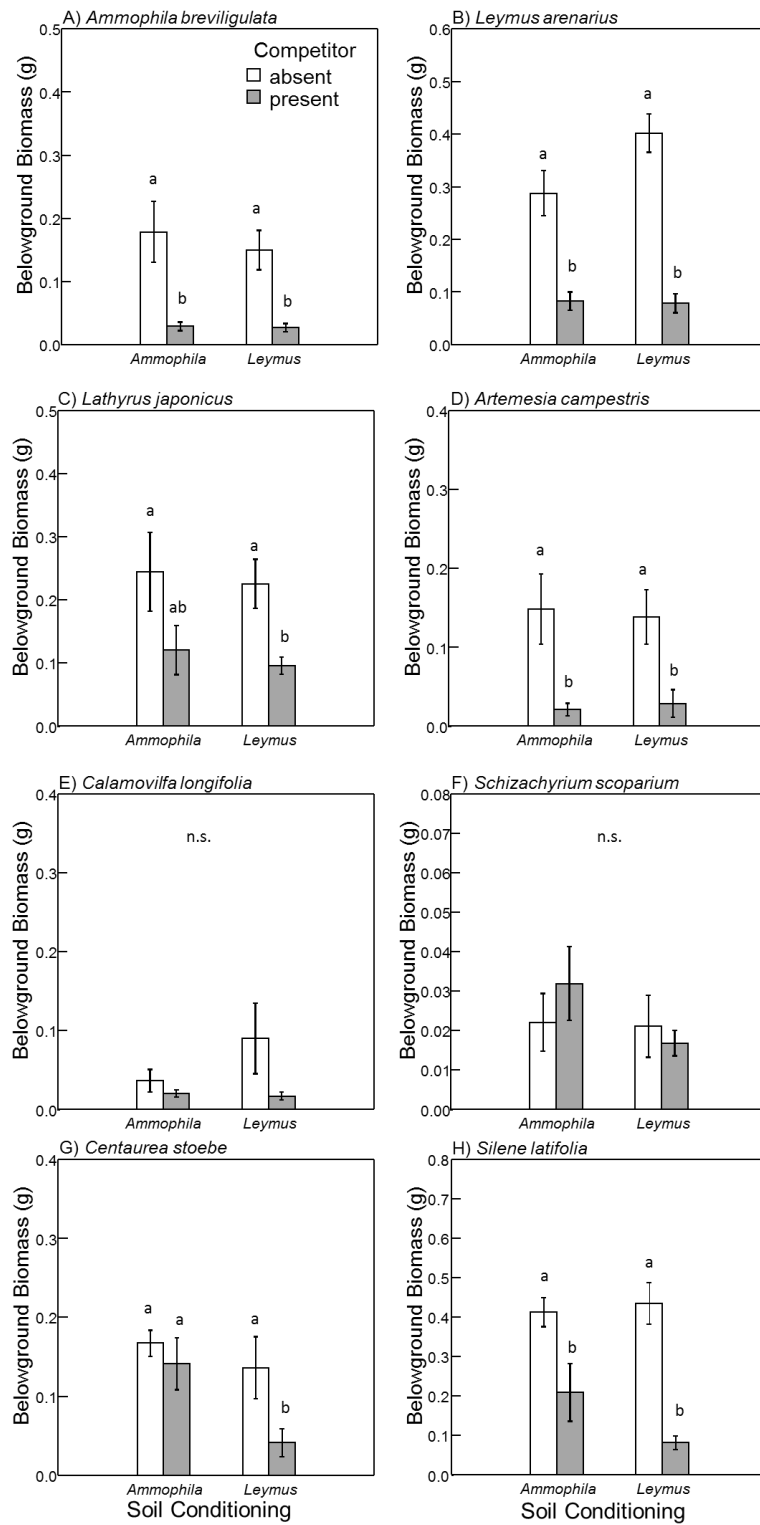 A) Ammophila breviligulata
Competitor
absent
present
Belowground Biomass (g)
0.5
0.4
0.3
0.2
0.1
0.0
a
b
a
b
Ammophila
Leymus
B) Leymus arenarius
Belowground Biomass (g)
0.6
0.5
0.4
0.3
0.2
0.1
0.0
a
b
a
b
Ammophila
Leymus
C) Lathyrus japonicus
Belowground Biomass (g)
0.5
0.4
0.3
0.2
0.1
0.0
a
ab
a
b
Ammophila
Leymus
D) Artemesia campestris
Belowground Biomass (g)
0.4
0.3
0.2
0.1
0.0
a
b
a
b
Ammophila
Leymus
E) Calamovilfa longifolia
n.s.
Belowground Biomass (g)
0.4
0.3
0.2
0.1
0.0
Ammophila
Leymus
F) Schizachyrium scoparium
n.s.
Belowground Biomass (g)
0.08
0.07
0.06
0.05
0.04
0.03
0.02
0.01
0.00
Ammophila
Leymus
G) Centaurea stoebe
Belowground Biomass (g)
0.4
0.3
0.2
0.1
0.0
a
a
a
b
Ammophila
Leymus
Soil Conditioning
H) Silene latifolia
Belowground Biomass (g)
0.8
0.7
0.6
0.5
0.4
0.3
0.2
0.1
0.0
a
b
a
b
Ammophila
Leymus
Soil Conditioning